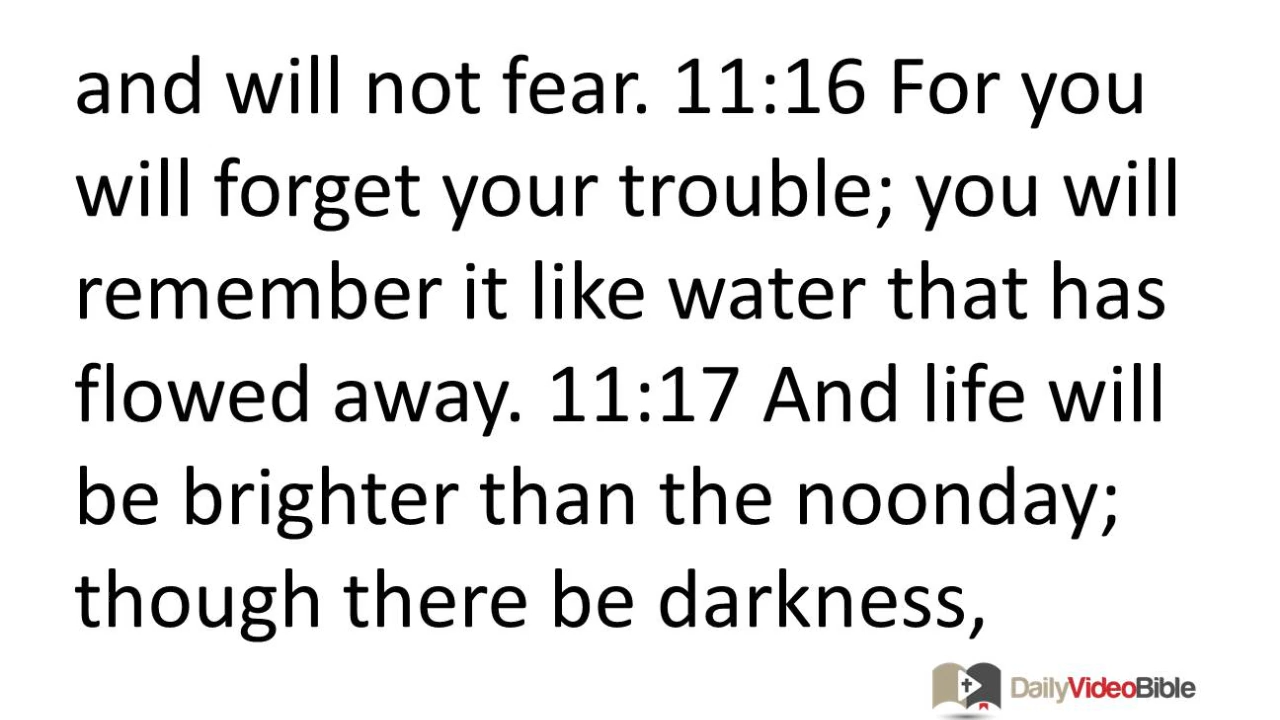 and will not fear. 11:16 For you
will forget your trouble; you will
remember it like water that has
flowed away. 11:17 And life will
be brighter than the noonday;
though there be darkness,
DailyVideoBible